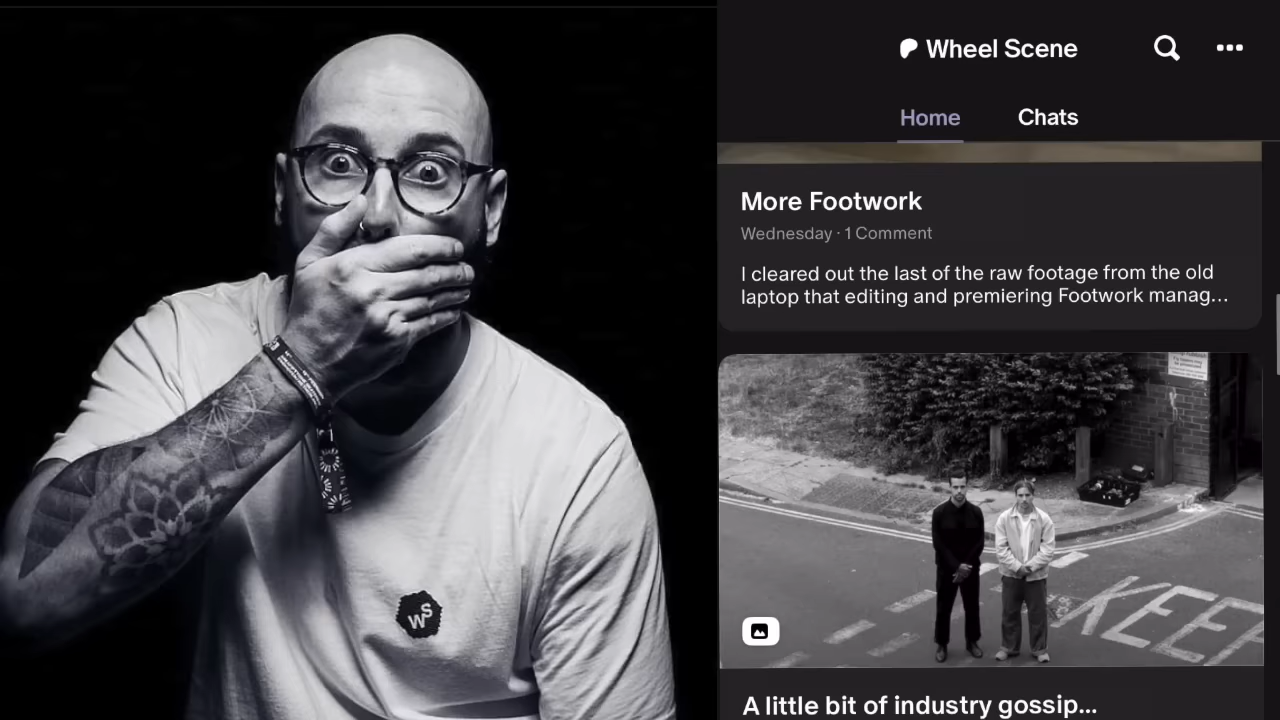 WS
Wheel Scene
Home Chats
More Footwork
Wednesday · 1 Comment
I cleared out the last of the raw footage from the old
laptop that editing and premiering Footwork manag...
KEEP
A little bit of industry gossip...